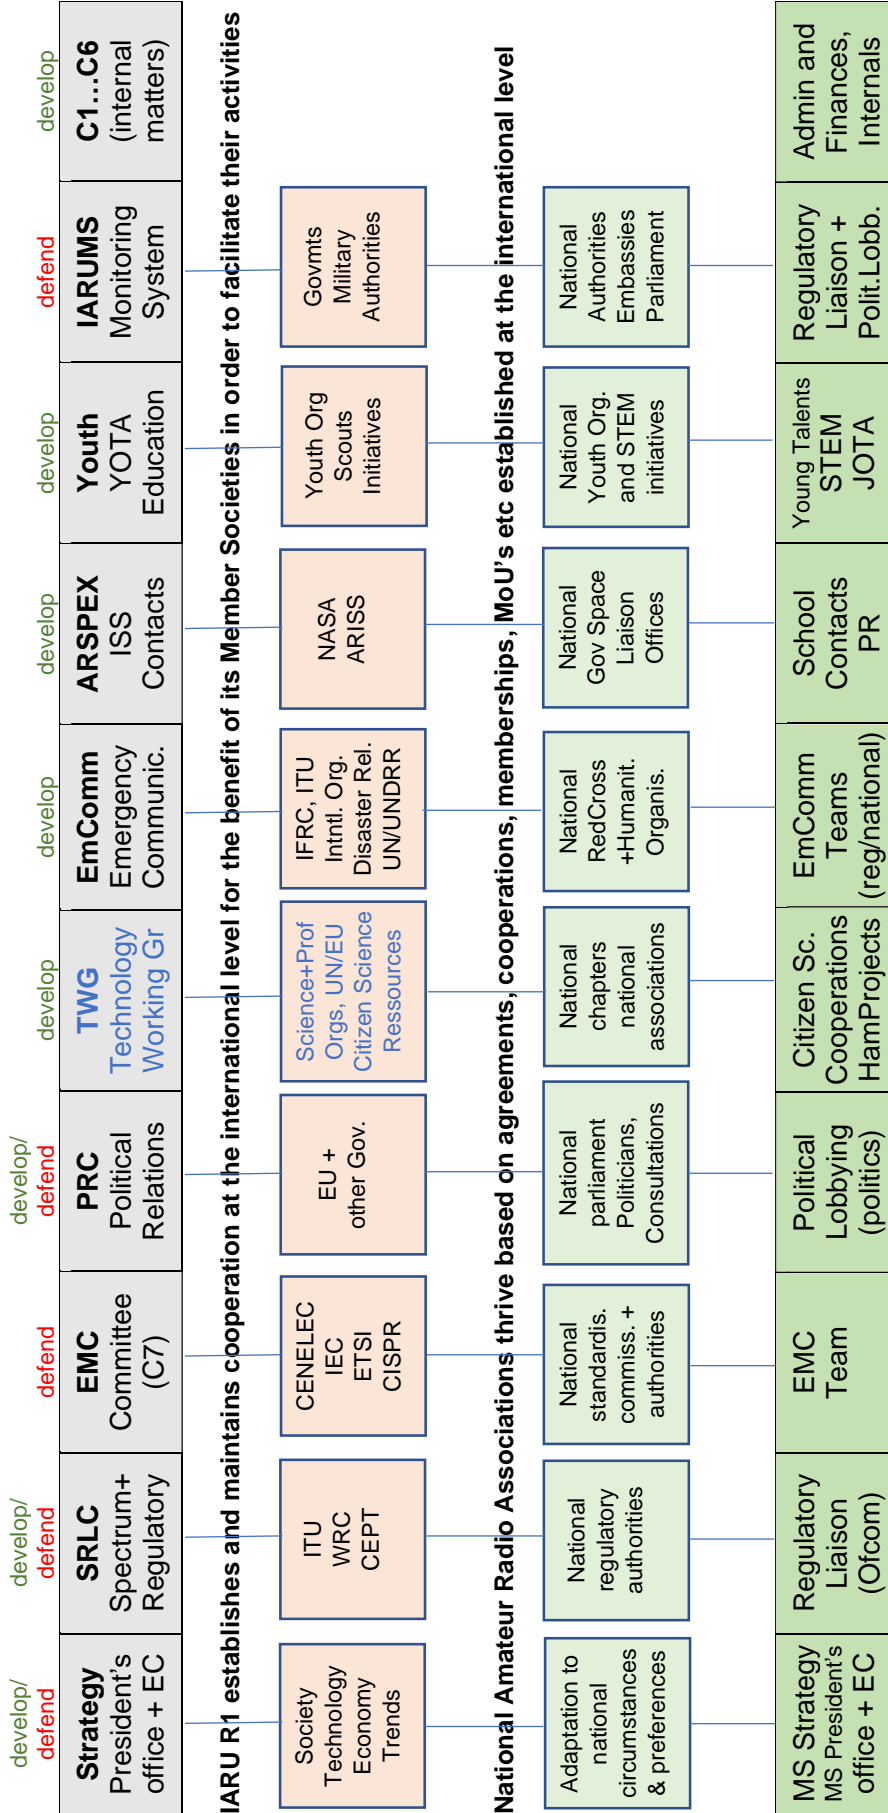 develop/
defend
develop/
defend
defend
develop/
defend
develop
develop
develop
develop
defend
develop
Strategy
President's
office + EC
SRLC
Spectrum+
Regulatory
EMC
Committee
(C7)
PRC
Political
Relations
TWG
Technology
Working Gr
EmComm
Emergency
Communic.
ARSPEX
ISS
Contacts
Youth
YOTA
Education
IARUMS
Monitoring
System
C1...C6
(internal
matters)
IARU R1 establishes and maintains cooperation at the international level for the benefit of its Member Societies in order to facilitate their activities
Society
Technology
Economy
Trends
ITU
WRC
CEPT
CENELEC
IEC
ETSI
CISPR
EU +
other Gov.
Science+Prof
Orgs, UN/EU
Citizen Science
Ressources
IFRC, ITU
Intntl. Org.
Disaster Rel.
UN/UNDRR
NASA
ARISS
Youth Org
Scouts
Initiatives
Govmts
Military
Authorities
National Amateur Radio Associations thrive based on agreements, cooperations, memberships, MoU's etc established at the international level
Adaptation to
national
circumstances
& preferences
National
regulatory
authorities
National
standardis.
commiss. +
authorities
National
parliament
Politicians,
Consultations
National
chapters
national
associations
National
RedCross
+Humanit.
Organis.
National
Gov Space
Liaison
Offices
National
Youth Org.
and STEM
initiatives
National
Authorities
Embassies
Parliament
MS Strategy
MS President's
office + EC
Regulatory
Liaison
(Ofcom)
EMC
Team
Political
Lobbying
(politics)
Citizen Sc.
Cooperations
HamProjects
EmComm
Teams
(reg/national)
School
Contacts
PR
Young Talents
STEM
JOTA
Regulatory
Liaison +
Polit.Lobb.
Admin and
Finances,
Internals